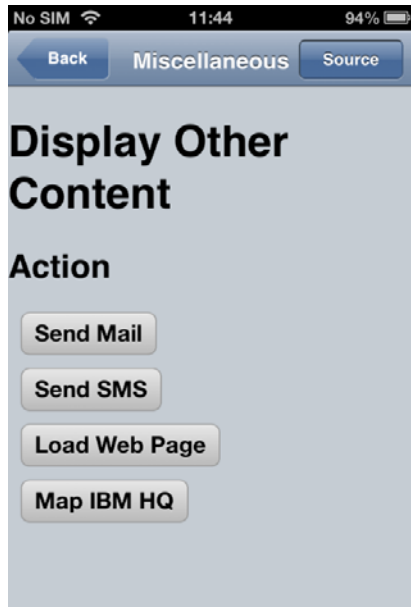 No SIM 11:44 94%
Back Miscellaneous Source
Display Other
Content
Action
Send Mail
Send SMS
Load Web Page
Map IBM HQ